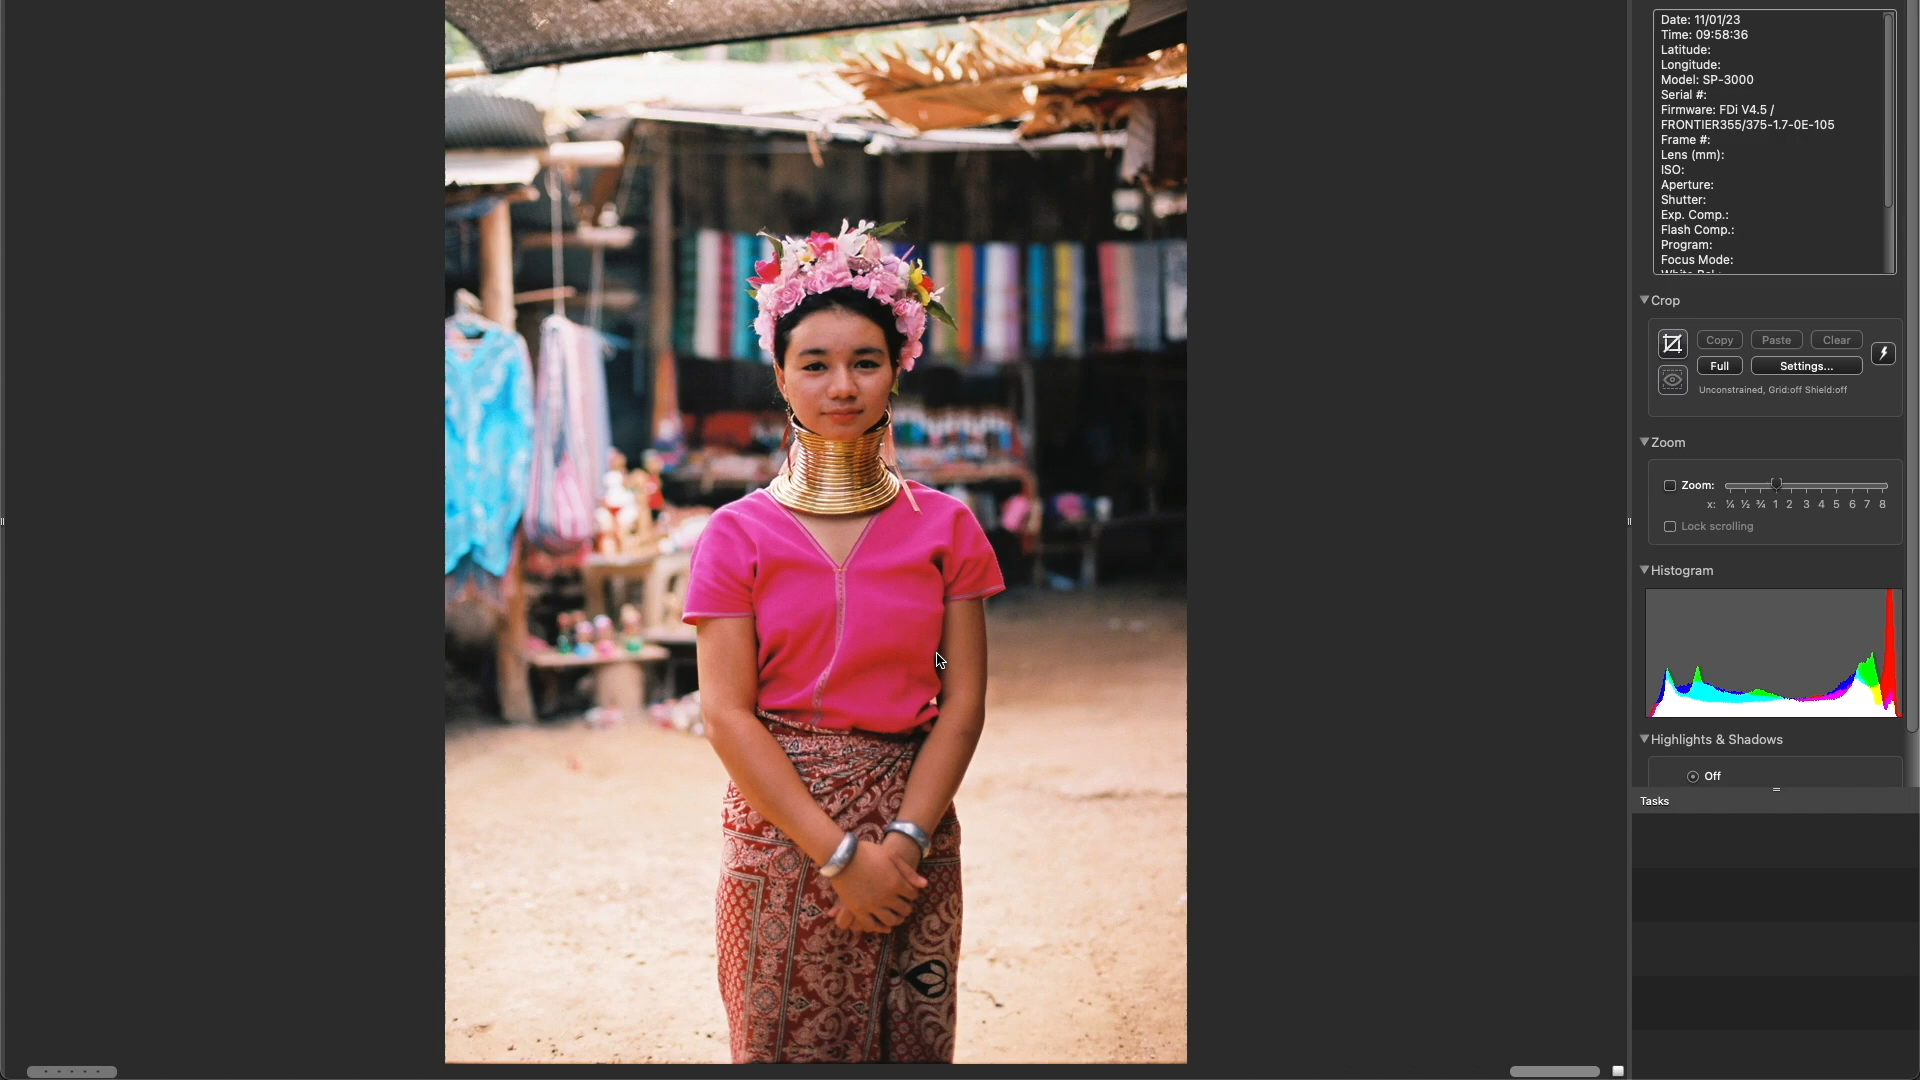 Date: 11/01/23
Time: 09:58:36
Latitude:
Longitude:
Model: SP-3000
Serial #:
Firmware: FDi V4.5 /
FRONTIER355/375-1.7-0E-105
Frame #:
Lens (mm):
ISO:
Aperture:
Shutter:
Exp. Comp.:
Flash Comp.:
Program:
Focus Mode:
Crop
Copy Paste Clear
Full Settings...
Unconstrained, Grid:off Shield:off
Zoom
Zoom:
x: ¼ ½ ¾ 1 2 3 4 5 6 7 8
Lock scrolling
Histogram
Highlights & Shadows
Off
Tasks